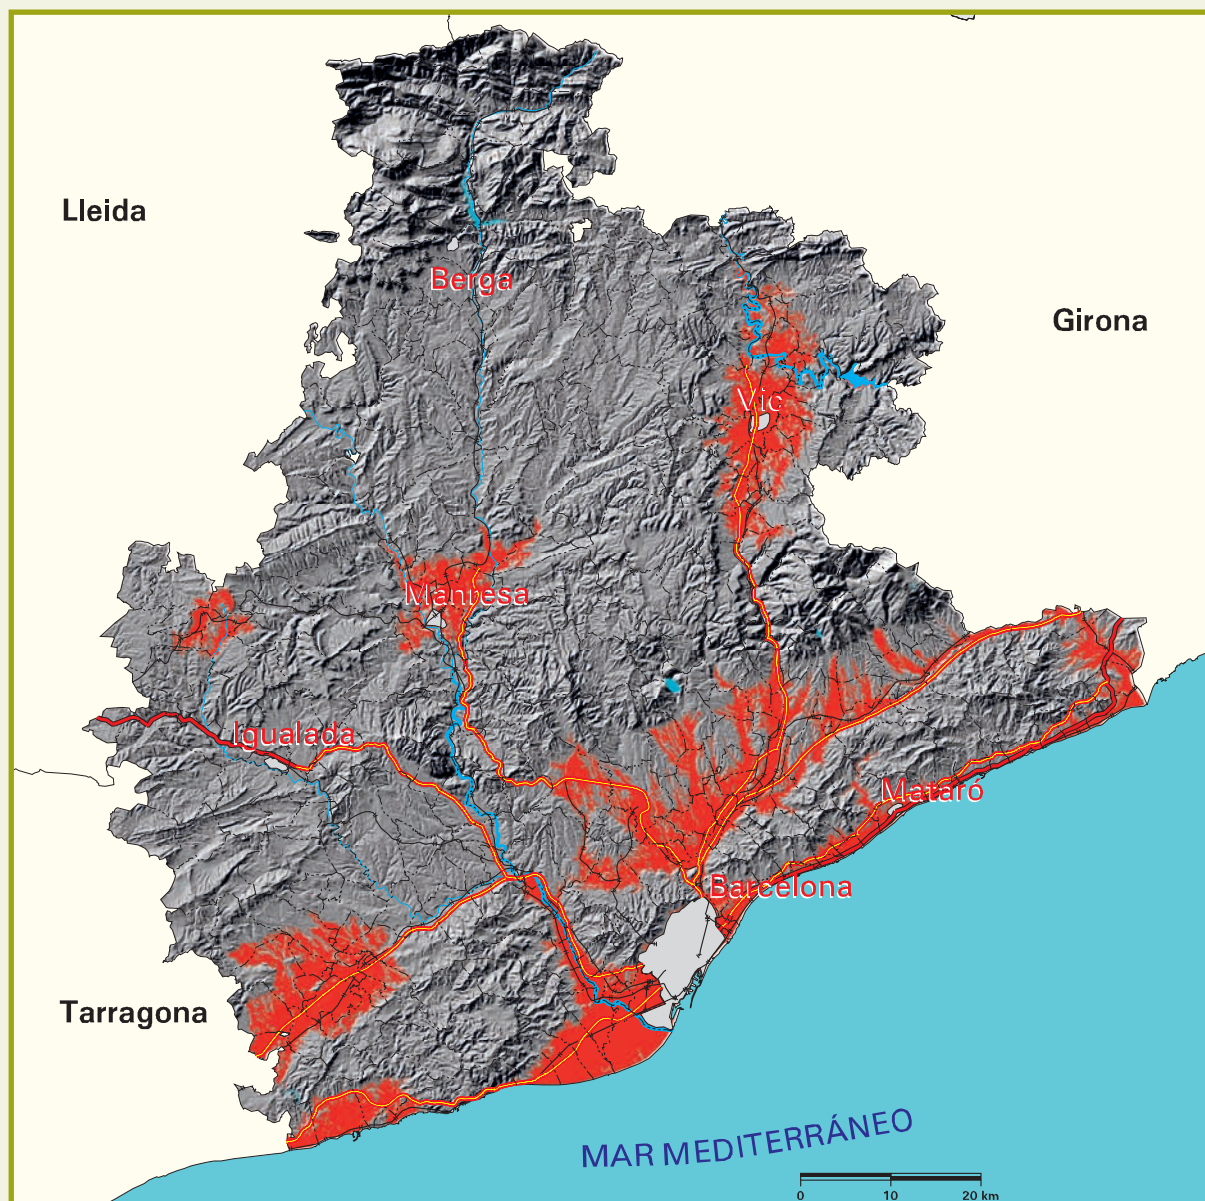 Lleida
Berga
Girona
Vic
Manresa
Igualada
Mataró
Barcelona
Tarragona
MAR MEDITERRÁNEO
0 10 20 km